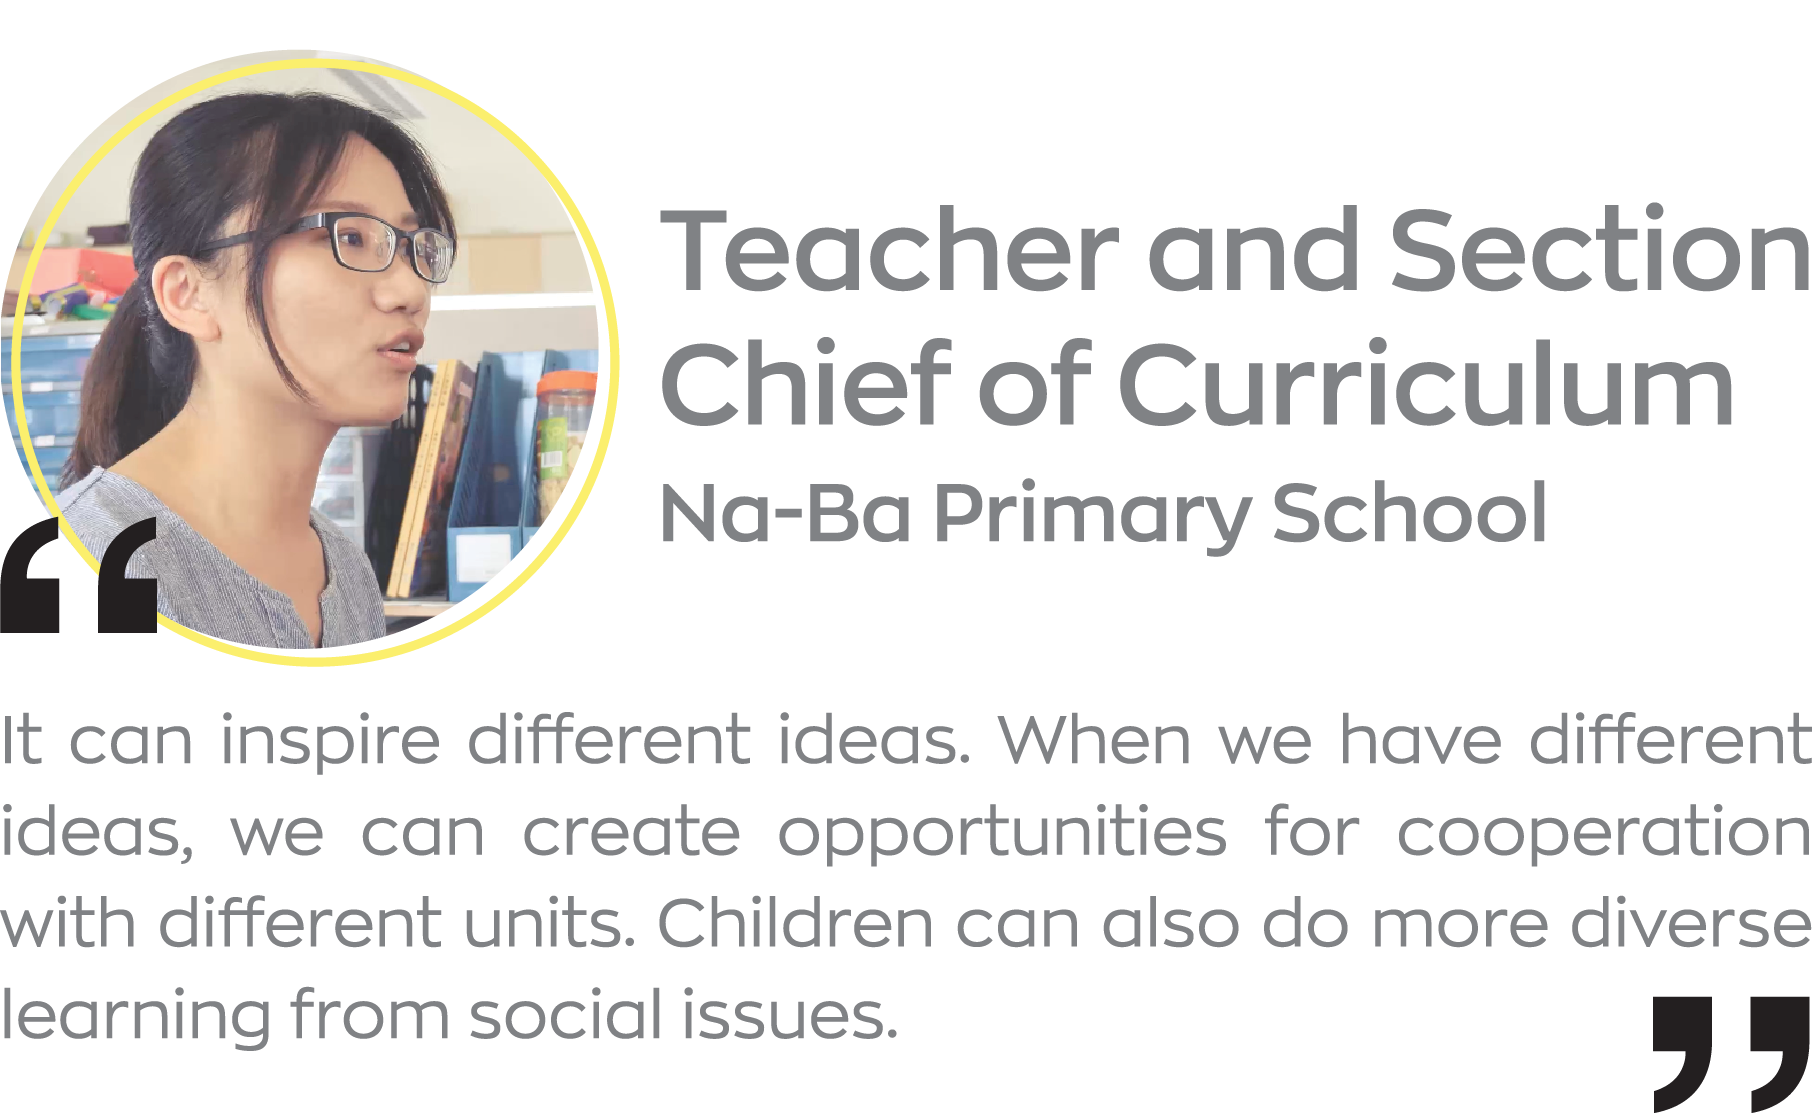 Teacher and Section
Chief of Curriculum
Na-Ba Primary School
“
It can inspire different ideas. When we have different
ideas, we can create opportunities for cooperation
with different units. Children can also do more diverse
learning from social issues.
”